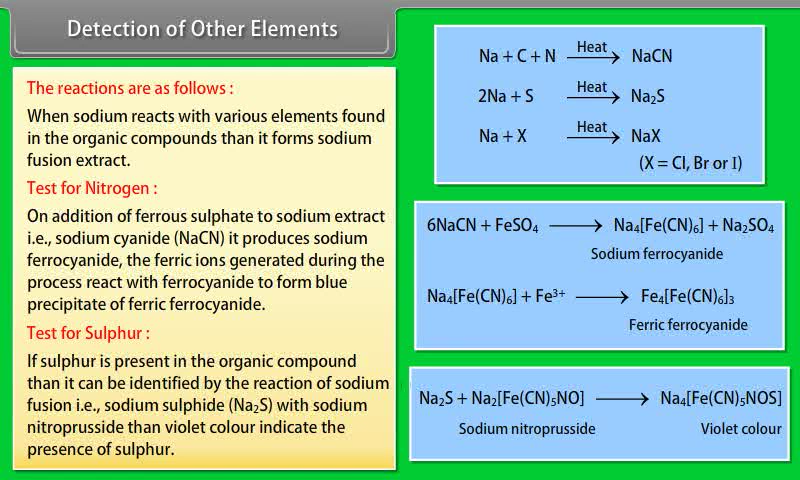 Detection of Other Elements
The reactions are as follows :
When sodium reacts with various elements found
in the organic compounds than it forms sodium
fusion extract.
Test for Nitrogen :
On addition of ferrous sulphate to sodium extract
i.e., sodium cyanide (NaCN) it produces sodium
ferrocyanide, the ferric ions generated during the
process react with ferrocyanide to form blue
precipitate of ferric ferrocyanide.
Test for Sulphur :
If sulphur is present in the organic compound
than it can be identified by the reaction of sodium
fusion i.e., sodium sulphide (Na₂S) with sodium
nitroprusside than violet colour indicate the
presence of sulphur.
Na + C + N Heat → NaCN
2Na + S Heat → Na₂S
Na + X Heat → NaX
(X = Cl, Br or I)
6NaCN + FeSO₄ → Na₄[Fe(CN)₆] + Na₂SO₄
Sodium ferrocyanide
Na₄[Fe(CN)₆] + Fe³⁺ → Fe₄[Fe(CN)₆]₃
Ferric ferrocyanide
Na₂S + Na₂[Fe(CN)₅NO] → Na₄[Fe(CN)₅NOS]
Sodium nitroprusside Violet colour